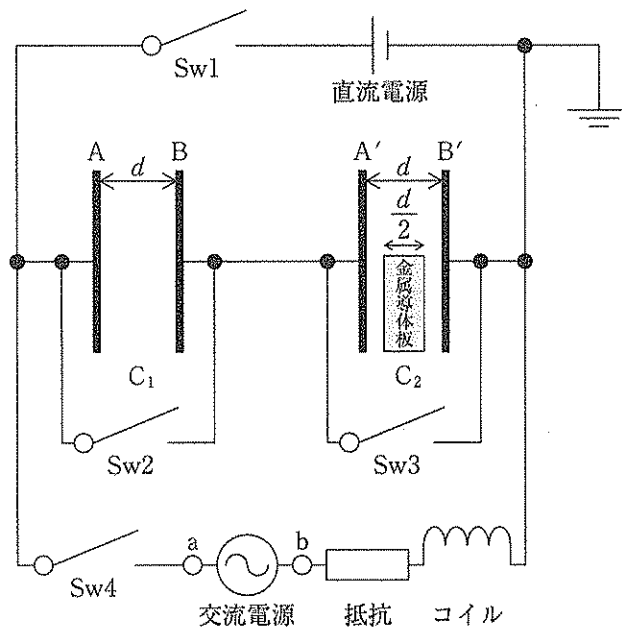 Sw1
直流電源
A B A′ B′
d d
d/2
金属導体板
C₁ C₂
Sw2 Sw3
a b
Sw4 交流電源 抵抗 コイル